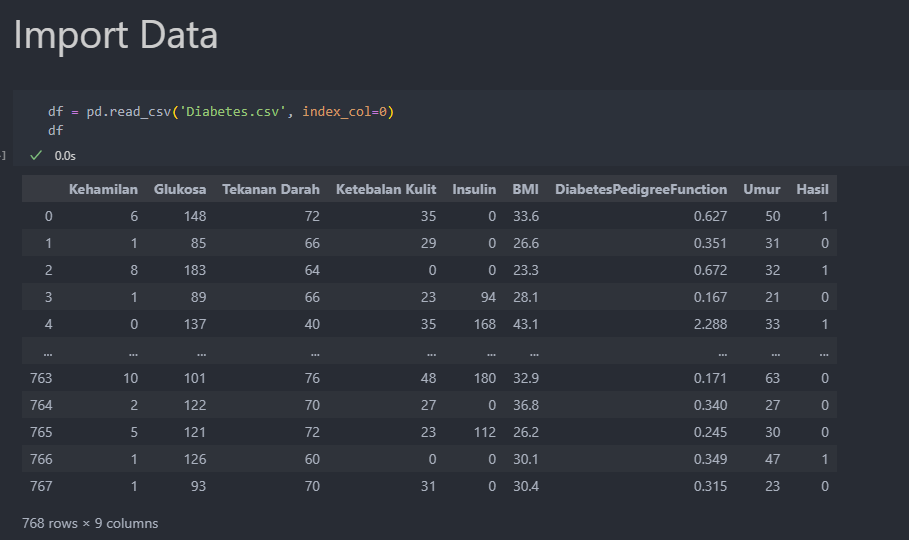 Import Data
df = pd.read_csv('Diabetes.csv', index_col=0)
df
]
0.0s
Kehamilan Glukosa Tekanan Darah Ketebalan Kulit Insulin BMI DiabetesPedigreeFunction Umur Hasil
0 6 148 72 35 0 33.6 0.627 50 1
1 1 85 66 29 0 26.6 0.351 31 0
2 8 183 64 0 0 23.3 0.672 32 1
3 1 89 66 23 94 28.1 0.167 21 0
4 0 137 40 35 168 43.1 2.288 33 1
... ... ... ... ... ... ... ... ... ...
763 10 101 76 48 180 32.9 0.171 63 0
764 2 122 70 27 0 36.8 0.340 27 0
765 5 121 72 23 112 26.2 0.245 30 0
766 1 126 60 0 0 30.1 0.349 47 1
767 1 93 70 31 0 30.4 0.315 23 0
768 rows × 9 columns